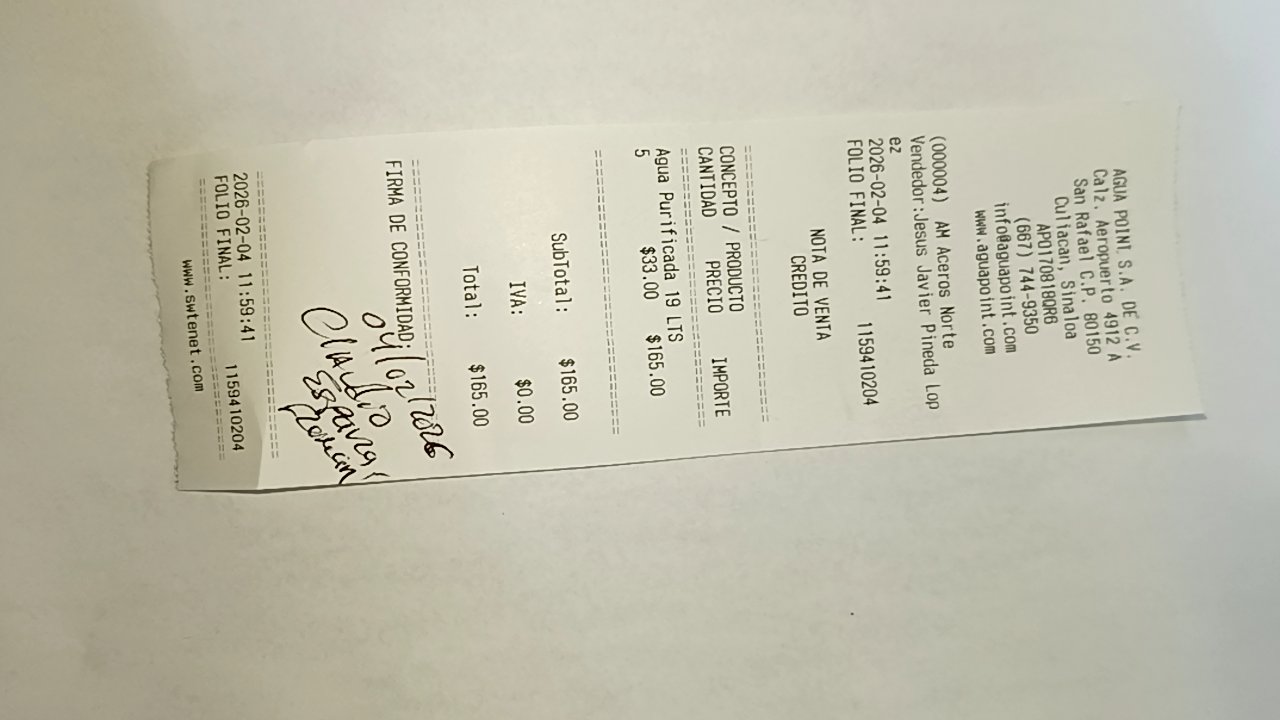 AGUA POINT S.A. DE C.V.
Calz. Aeropuerto 4912 A
San Rafael C.P. 80150
Culiacan, Sinaloa
APO170818QR6
(667) 744-9350
info@aguapoint.com
www.aguapoint.com
(000004) AM Aceros Norte
Vendedor:Jesus Javier Pineda Lop
ez
2026-02-04 11:59:41
FOLIO FINAL: 1159410204
NOTA DE VENTA
CREDITO
CONCEPTO / PRODUCTO
CANTIDAD PRECIO IMPORTE
Agua Purificada 19 LTS
5 $33.00 $165.00
SubTotal: $165.00
IVA: $0.00
Total: $165.00
FIRMA DE CONFORMIDAD:
04/02/2026
Claudio
Esparza
Román
2026-02-04 11:59:41
FOLIO FINAL: 1159410204
www.swtenet.com